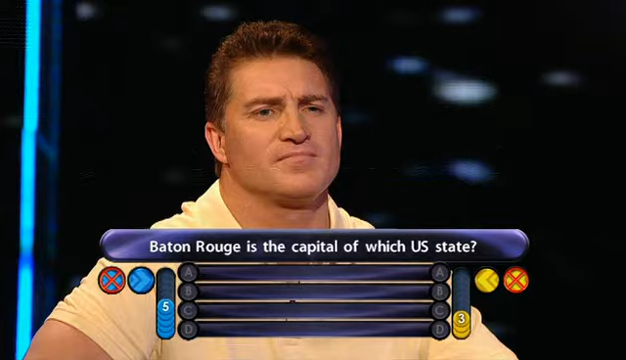 Baton Rouge is the capital of which US state?
A A
B B
5 C C 3
D D